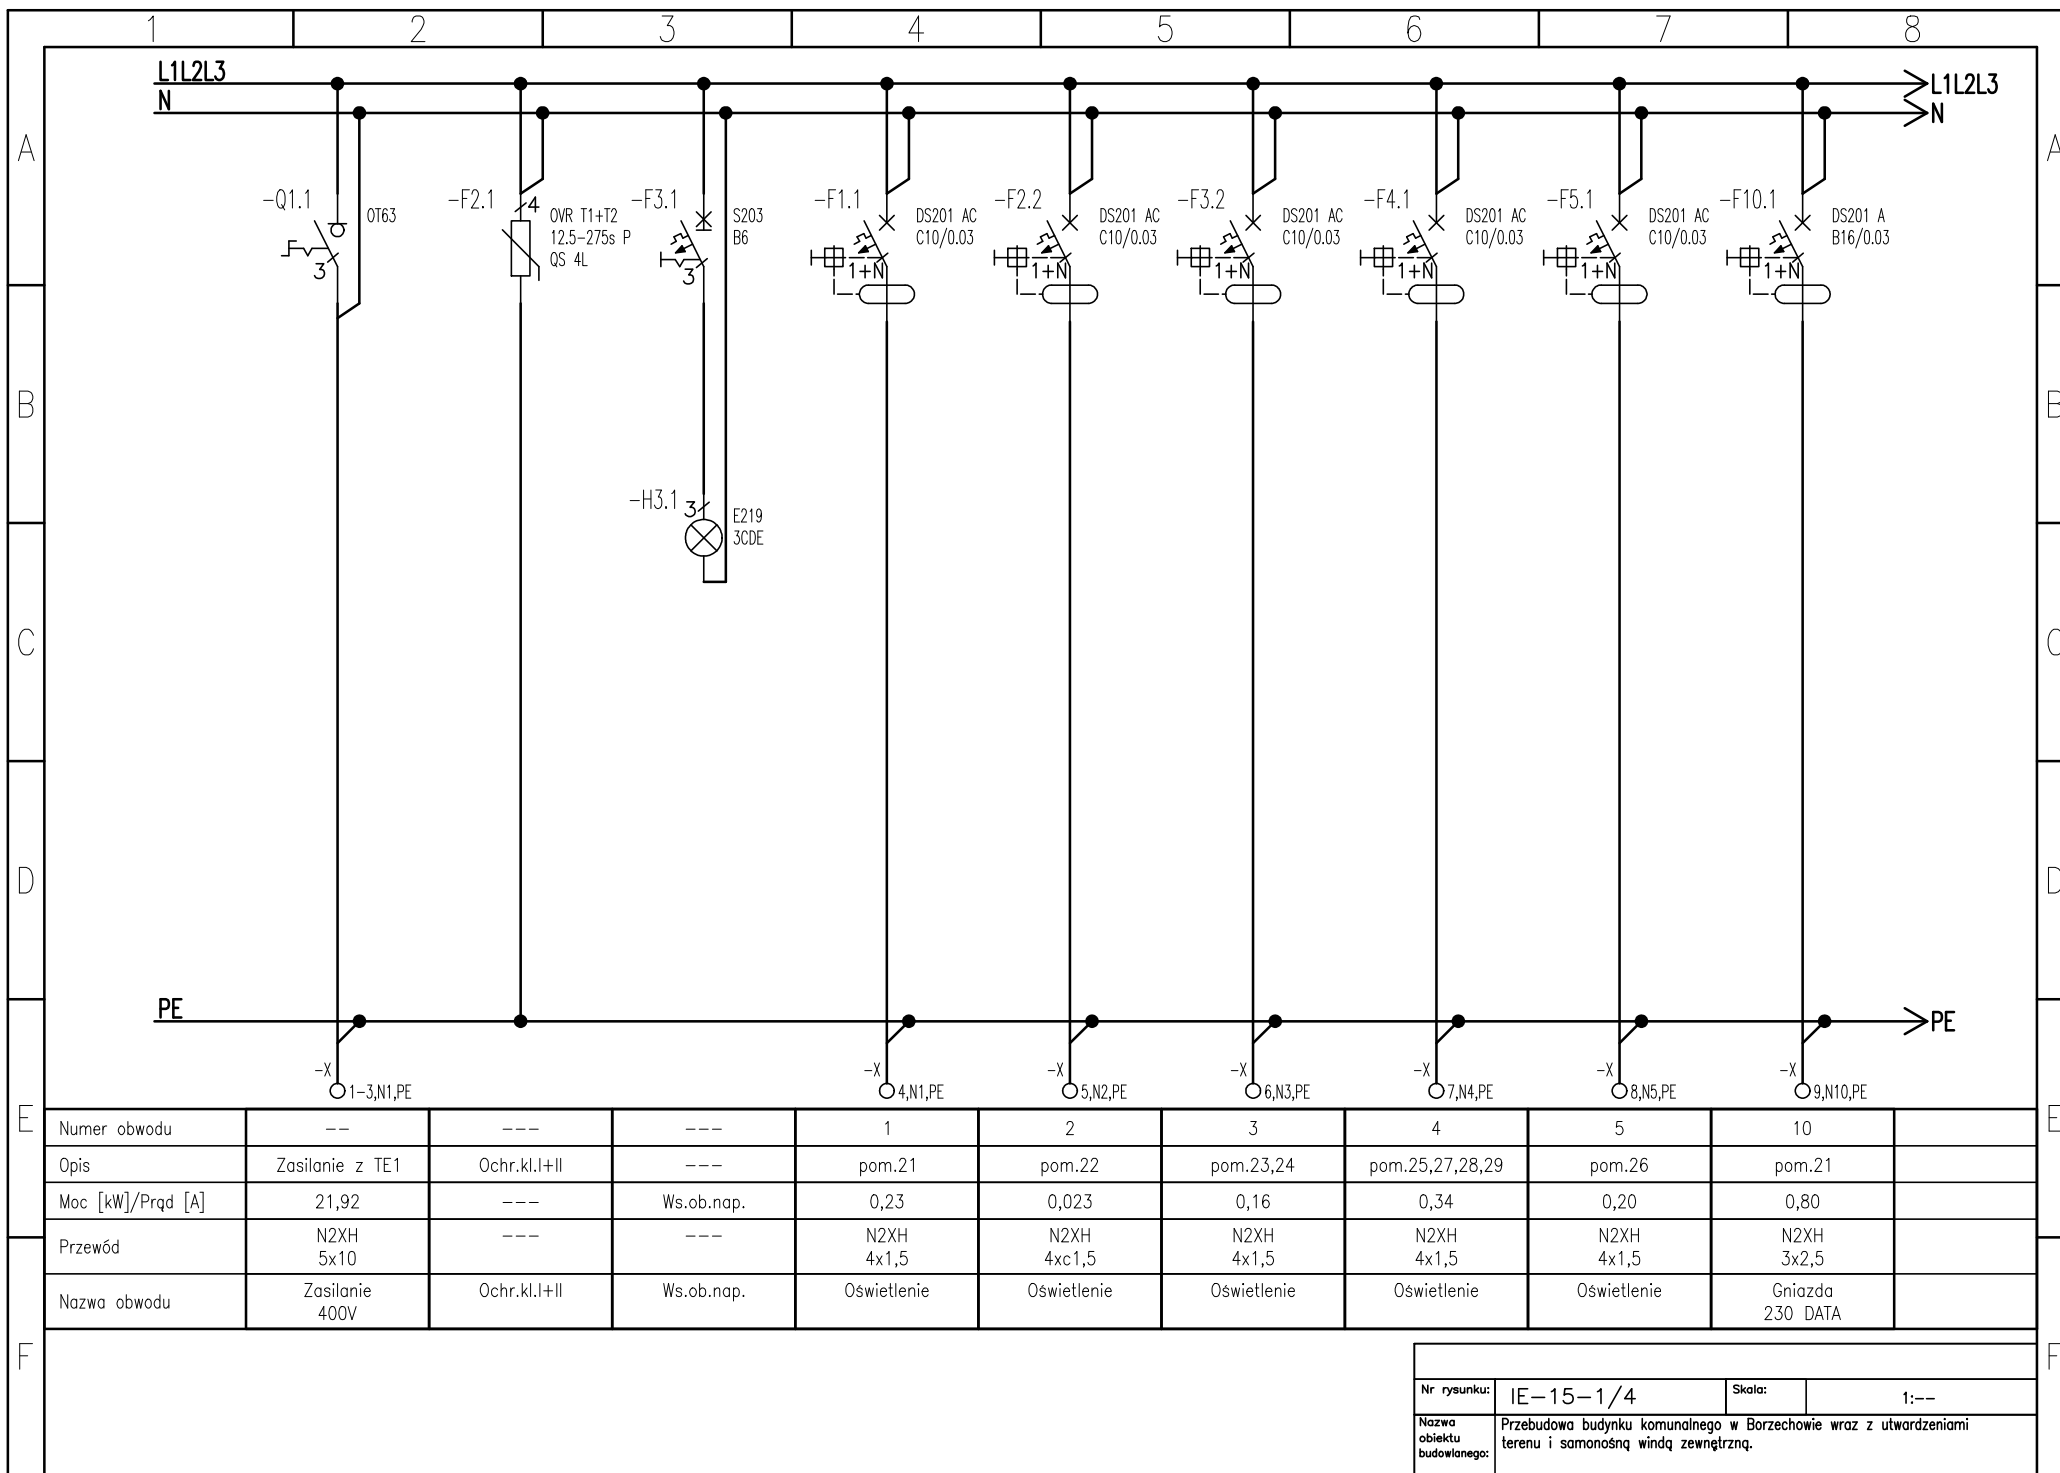 1 2 3 4 5 6 7 8
L1L2L3 L1L2L3
N N
A A
-Q1.1 OT63 3
-F2.1 4 OVR T1+T2
12.5-275s P
QS 4L
-F3.1 S203
B6
3
-F1.1 DS201 AC
C10/0.03
1+N
-F2.2 DS201 AC
C10/0.03
1+N
-F3.2 DS201 AC
C10/0.03
1+N
-F4.1 DS201 AC
C10/0.03
1+N
-F5.1 DS201 AC
C10/0.03
1+N
-F10.1 DS201 A
B16/0.03
1+N
B B
-H3.1 3 E219
3CDE
C C
D D
PE PE
-X -X -X -X -X -X -X
1-3,N1,PE 4,N1,PE 5,N2,PE 6,N3,PE 7,N4,PE 8,N5,PE 9,N10,PE
E E
Numer obwodu -- --- --- 1 2 3 4 5 10
Opis Zasilanie z TE1 Ochr.kl.I+II --- pom.21 pom.22 pom.23,24 pom.25,27,28,29 pom.26 pom.21
Moc [kW]/Prąd [A] 21,92 --- Ws.ob.nap. 0,23 0,023 0,16 0,34 0,20 0,80
Przewód N2XH --- --- N2XH N2XH N2XH N2XH N2XH N2XH
5x10 4x1,5 4xc1,5 4x1,5 4x1,5 4x1,5 3x2,5
Nazwa obwodu Zasilanie Ochr.kl.I+II Ws.ob.nap. Oświetlenie Oświetlenie Oświetlenie Oświetlenie Oświetlenie Gniazda
400V 230 DATA
F F
Nr rysunku: IE-15-1/4 Skala: 1:--
Nazwa
obiektu
budowlanego:
Przebudowa budynku komunalnego w Borzechowie wraz z utwardzeniami
terenu i samonośną windą zewnętrzną.